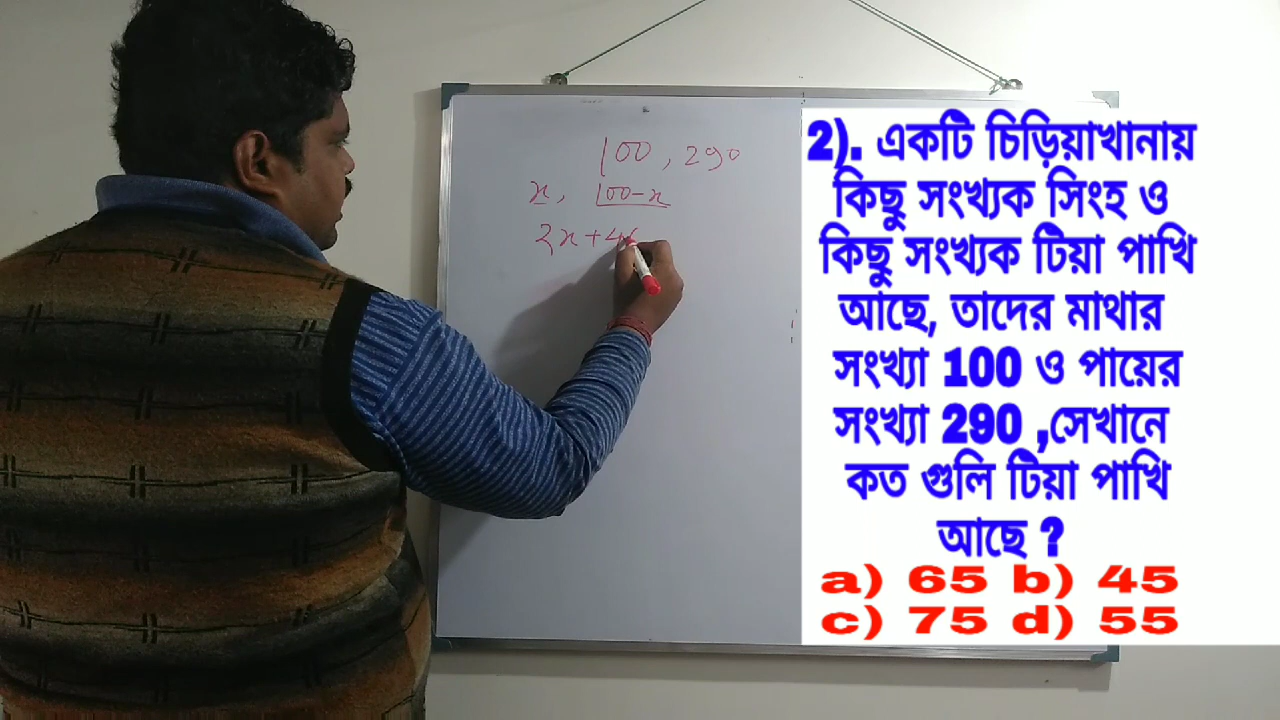 100, 290
x, 100-x
2x+4
2). একটি চিড়িয়াখানায়
কিছু সংখ্যক সিংহ ও
কিছু সংখ্যক টিয়া পাখি
আছে, তাদের মাথার
সংখ্যা 100 ও পায়ের
সংখ্যা 290 ,সেখানে
কত গুলি টিয়া পাখি
আছে ?
a) 65 b) 45
c) 75 d) 55